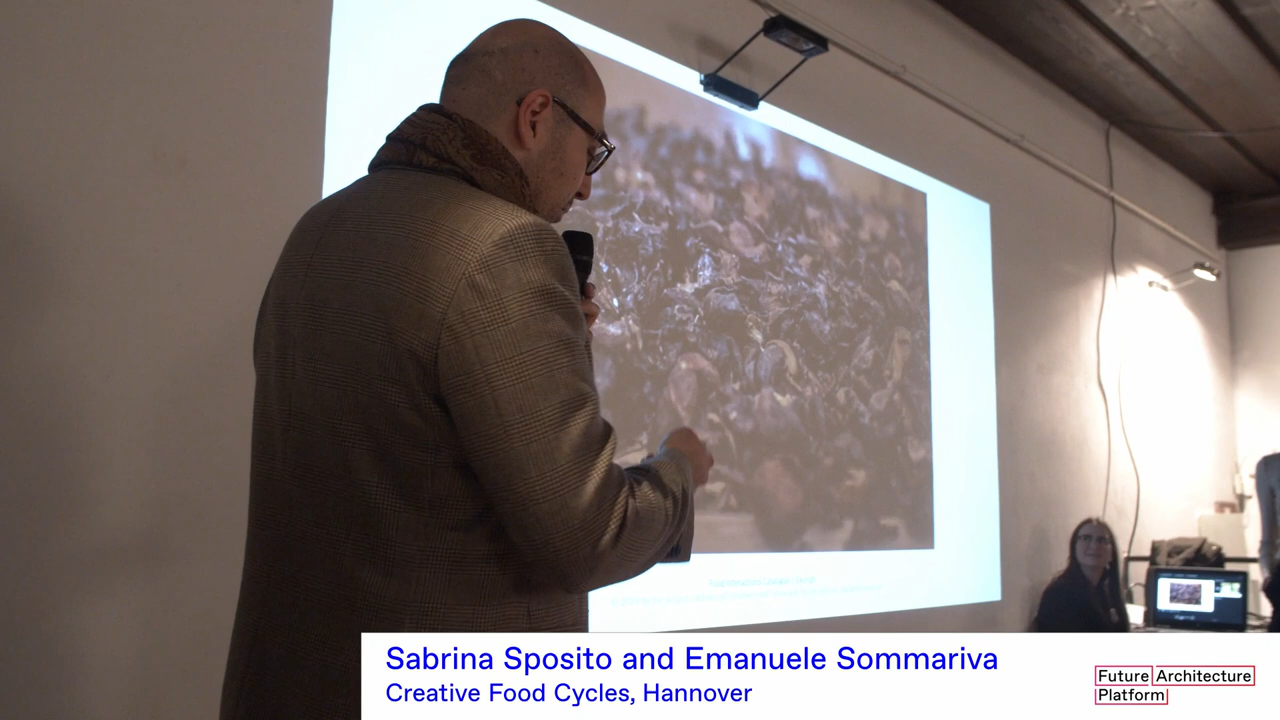 Sabrina Sposito and Emanuele Sommariva
Creative Food Cycles, Hannover
Future Architecture
Platform